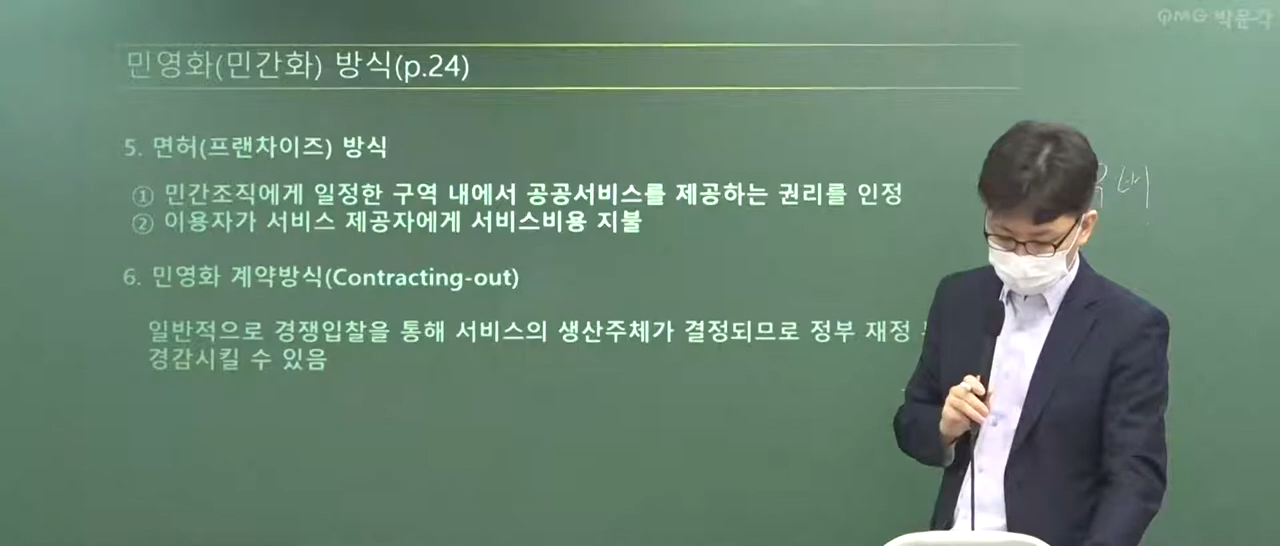 QMG 박문각
민영화(민간화) 방식(p.24)
5. 면허(프랜차이즈) 방식
① 민간조직에게 일정한 구역 내에서 공공서비스를 제공하는 권리를 인정
② 이용자가 서비스 제공자에게 서비스비용 지불
6. 민영화 계약방식(Contracting-out)
일반적으로 경쟁입찰을 통해 서비스의 생산주체가 결정되므로 정부 재정
경감시킬 수 있음